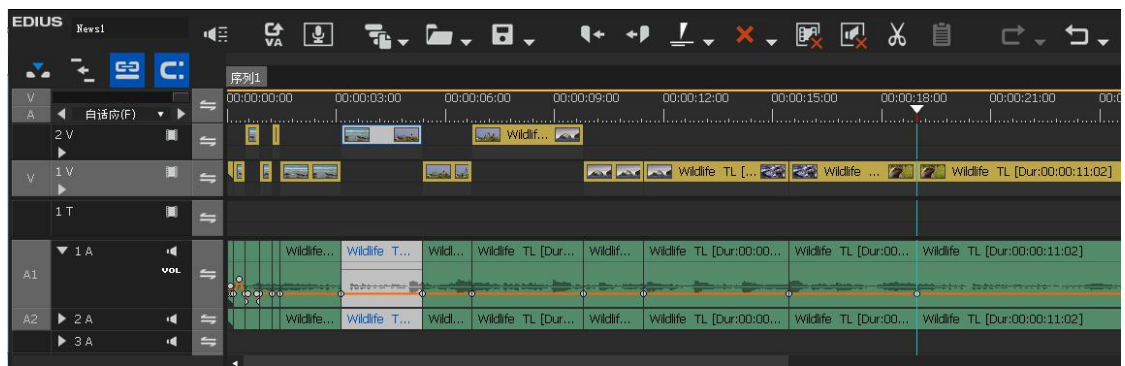 EDIUS News1
VA
序列1
V 00:00:00:00 00:00:03:00 00:00:06:00 00:00:09:00 00:00:12:00 00:00:15:00 00:00:18:00 00:00:21:00 00:0
A 自适应(F)
2 V Wildlif...
V 1 V Wildlife TL [... Wildlife ... Wildlife TL [Dur:00:00:11:02]
1 T
1 A Wildlife... Wildlife T... Wildl... Wildlife TL [Dur... Wildlif... Wildlife TL [Dur:00:00... Wildlife TL [Dur:00... Wildlife TL [Dur:00:00:11:02]
A1 VOL
A2 2 A Wildlife... Wildlife T... Wildl... Wildlife TL [Dur... Wildlif... Wildlife TL [Dur:00:00... Wildlife TL [Dur:00... Wildlife TL [Dur:00:00:11:02]
3 A